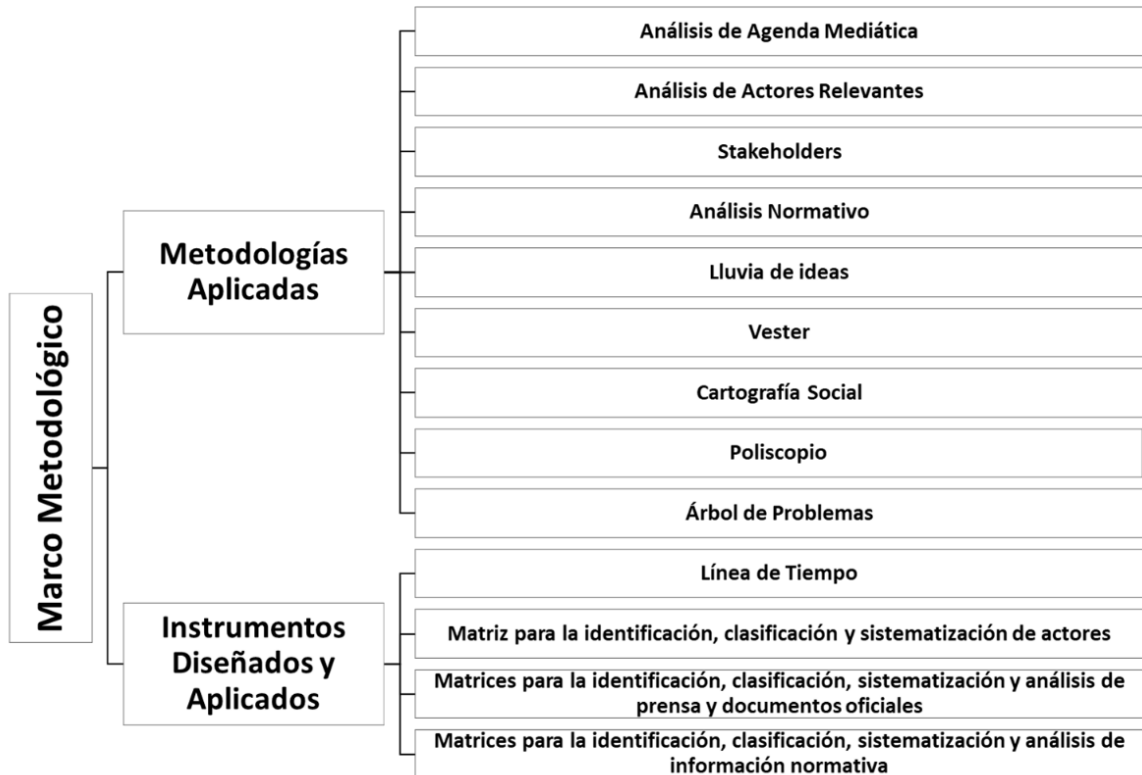 Marco Metodológico
Metodologías
Aplicadas
Análisis de Agenda Mediática
Análisis de Actores Relevantes
Stakeholders
Análisis Normativo
Lluvia de ideas
Vester
Cartografía Social
Poliscopio
Árbol de Problemas
Instrumentos
Diseñados y
Aplicados
Línea de Tiempo
Matriz para la identificación, clasificación y sistematización de actores
Matrices para la identificación, clasificación, sistematización y análisis de
prensa y documentos oficiales
Matrices para la identificación, clasificación, sistematización y análisis de
información normativa